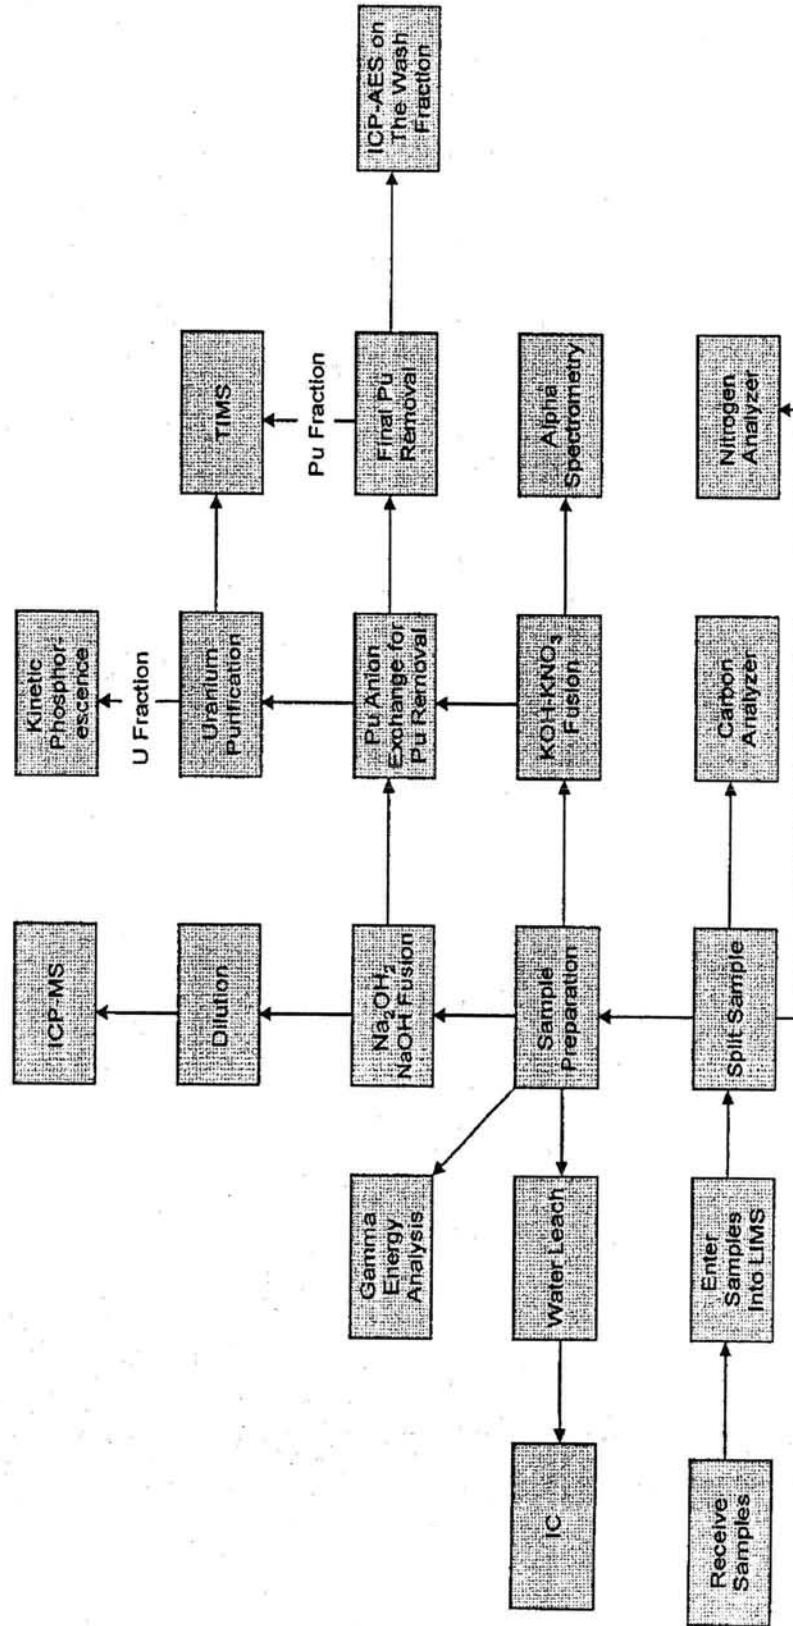 Kinetic
Phosphor-
escence
ICP-MS
U Fraction
TIMS
Uranium
Purification
Dilution
Pu Fraction
ICP-AES on
The Wash
Fraction
Final Pu
Removal
Pu Anion
Exchange for
Pu Removal
Na₂OH₂
NaOH Fusion
Gamma
Energy
Analysis
Alpha
Spectrometry
KOH-KNO₃
Fusion
Sample
Preparation
Water Leach
IC
Nitrogen
Analyzer
Carbon
Analyzer
Split Sample
Enter
Samples
Into LIMS
Receive
Samples